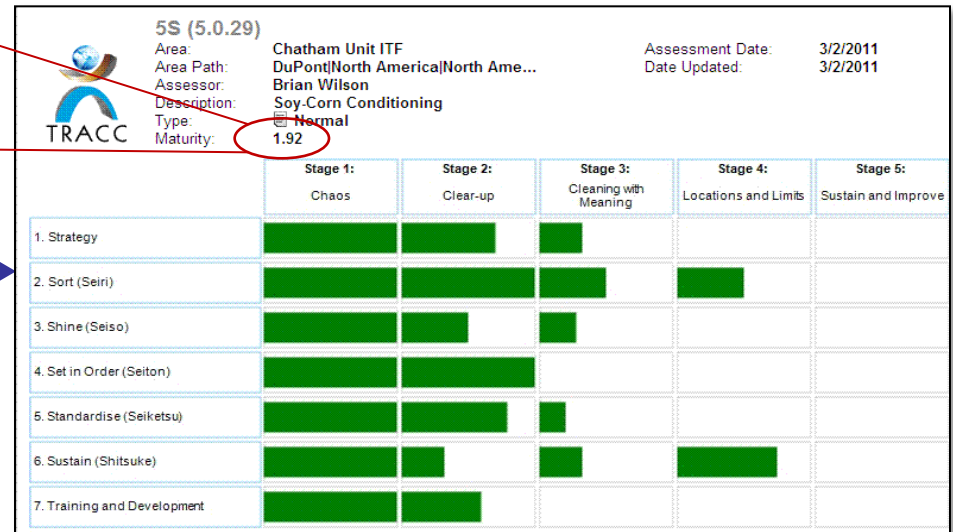 5S (5.0.29)
Area: Chatham Unit ITF Assessment Date: 3/2/2011
Area Path: DuPont|North America|North Ame... Date Updated: 3/2/2011
Assessor: Brian Wilson
Description: Soy-Corn Conditioning
Type: Normal
Maturity: 1.92
TRACC
Stage 1: Stage 2: Stage 3: Stage 4: Stage 5:
Chaos Clear-up Cleaning with Meaning Locations and Limits Sustain and Improve
1. Strategy
2. Sort (Seiri)
3. Shine (Seiso)
4. Set in Order (Seiton)
5. Standardise (Seiketsu)
6. Sustain (Shitsuke)
7. Training and Development